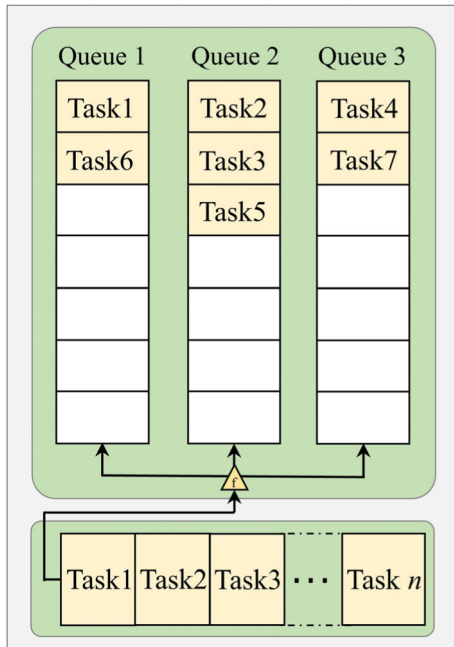 Queue 1 Queue 2 Queue 3
Task1 Task2 Task4
Task6 Task3 Task7
Task5
f
Task1 Task2 Task3 ··· Task n